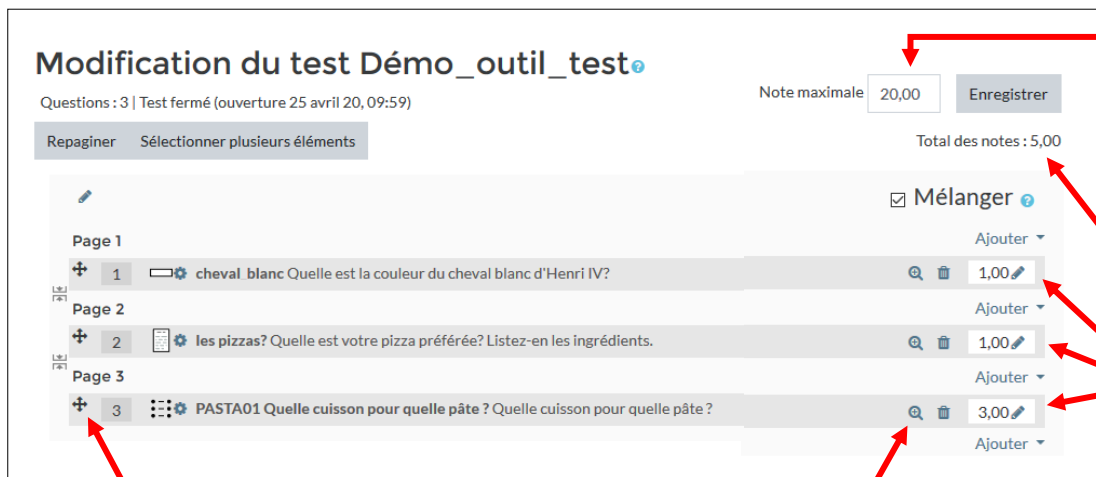 Modification du test Démo_outil_test
Note maximale 20,00 Enregistrer
Questions : 3 | Test fermé (ouverture 25 avril 20, 09:59)
Repaginer Sélectionner plusieurs éléments
Total des notes : 5,00
Mélanger
Page 1 Ajouter
1 cheval blanc Quelle est la couleur du cheval blanc d'Henri IV? 1,00
Page 2 Ajouter
2 les pizzas? Quelle est votre pizza préférée? Listez-en les ingrédients. 1,00
Page 3 Ajouter
3 PASTA01 Quelle cuisson pour quelle pâte ? Quelle cuisson pour quelle pâte ? 3,00
Ajouter